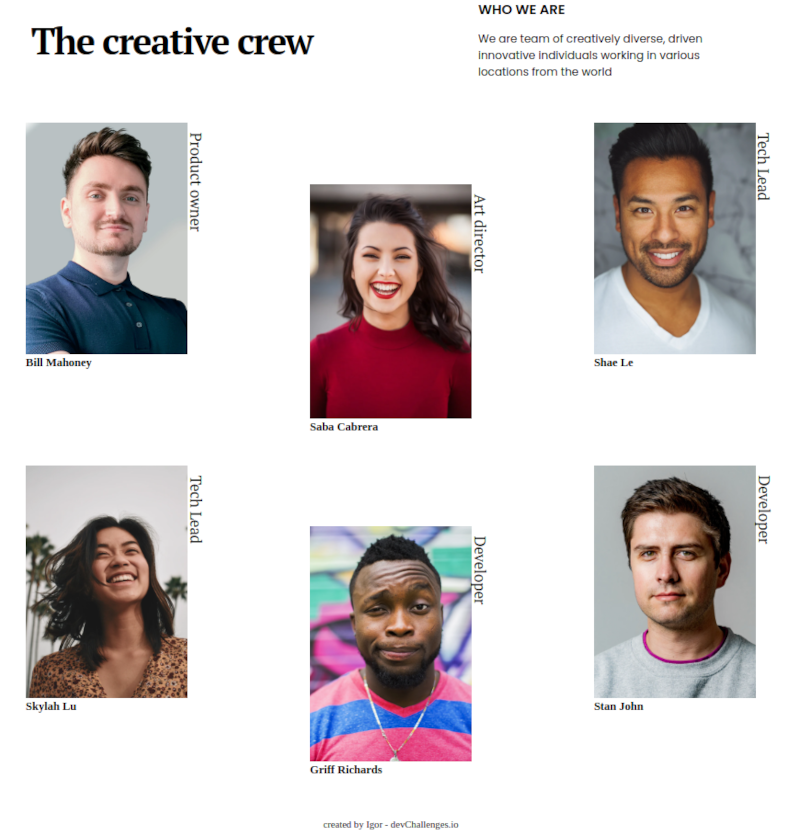 The creative crew
WHO WE ARE
We are team of creatively diverse, driven
innovative individuals working in various
locations from the world
Product owner
Bill Mahoney
Art director
Saba Cabrera
Tech Lead
Shae Le
Tech Lead
Skylah Lu
Developer
Griff Richards
Developer
Stan John
created by Igor - devChallenges.io